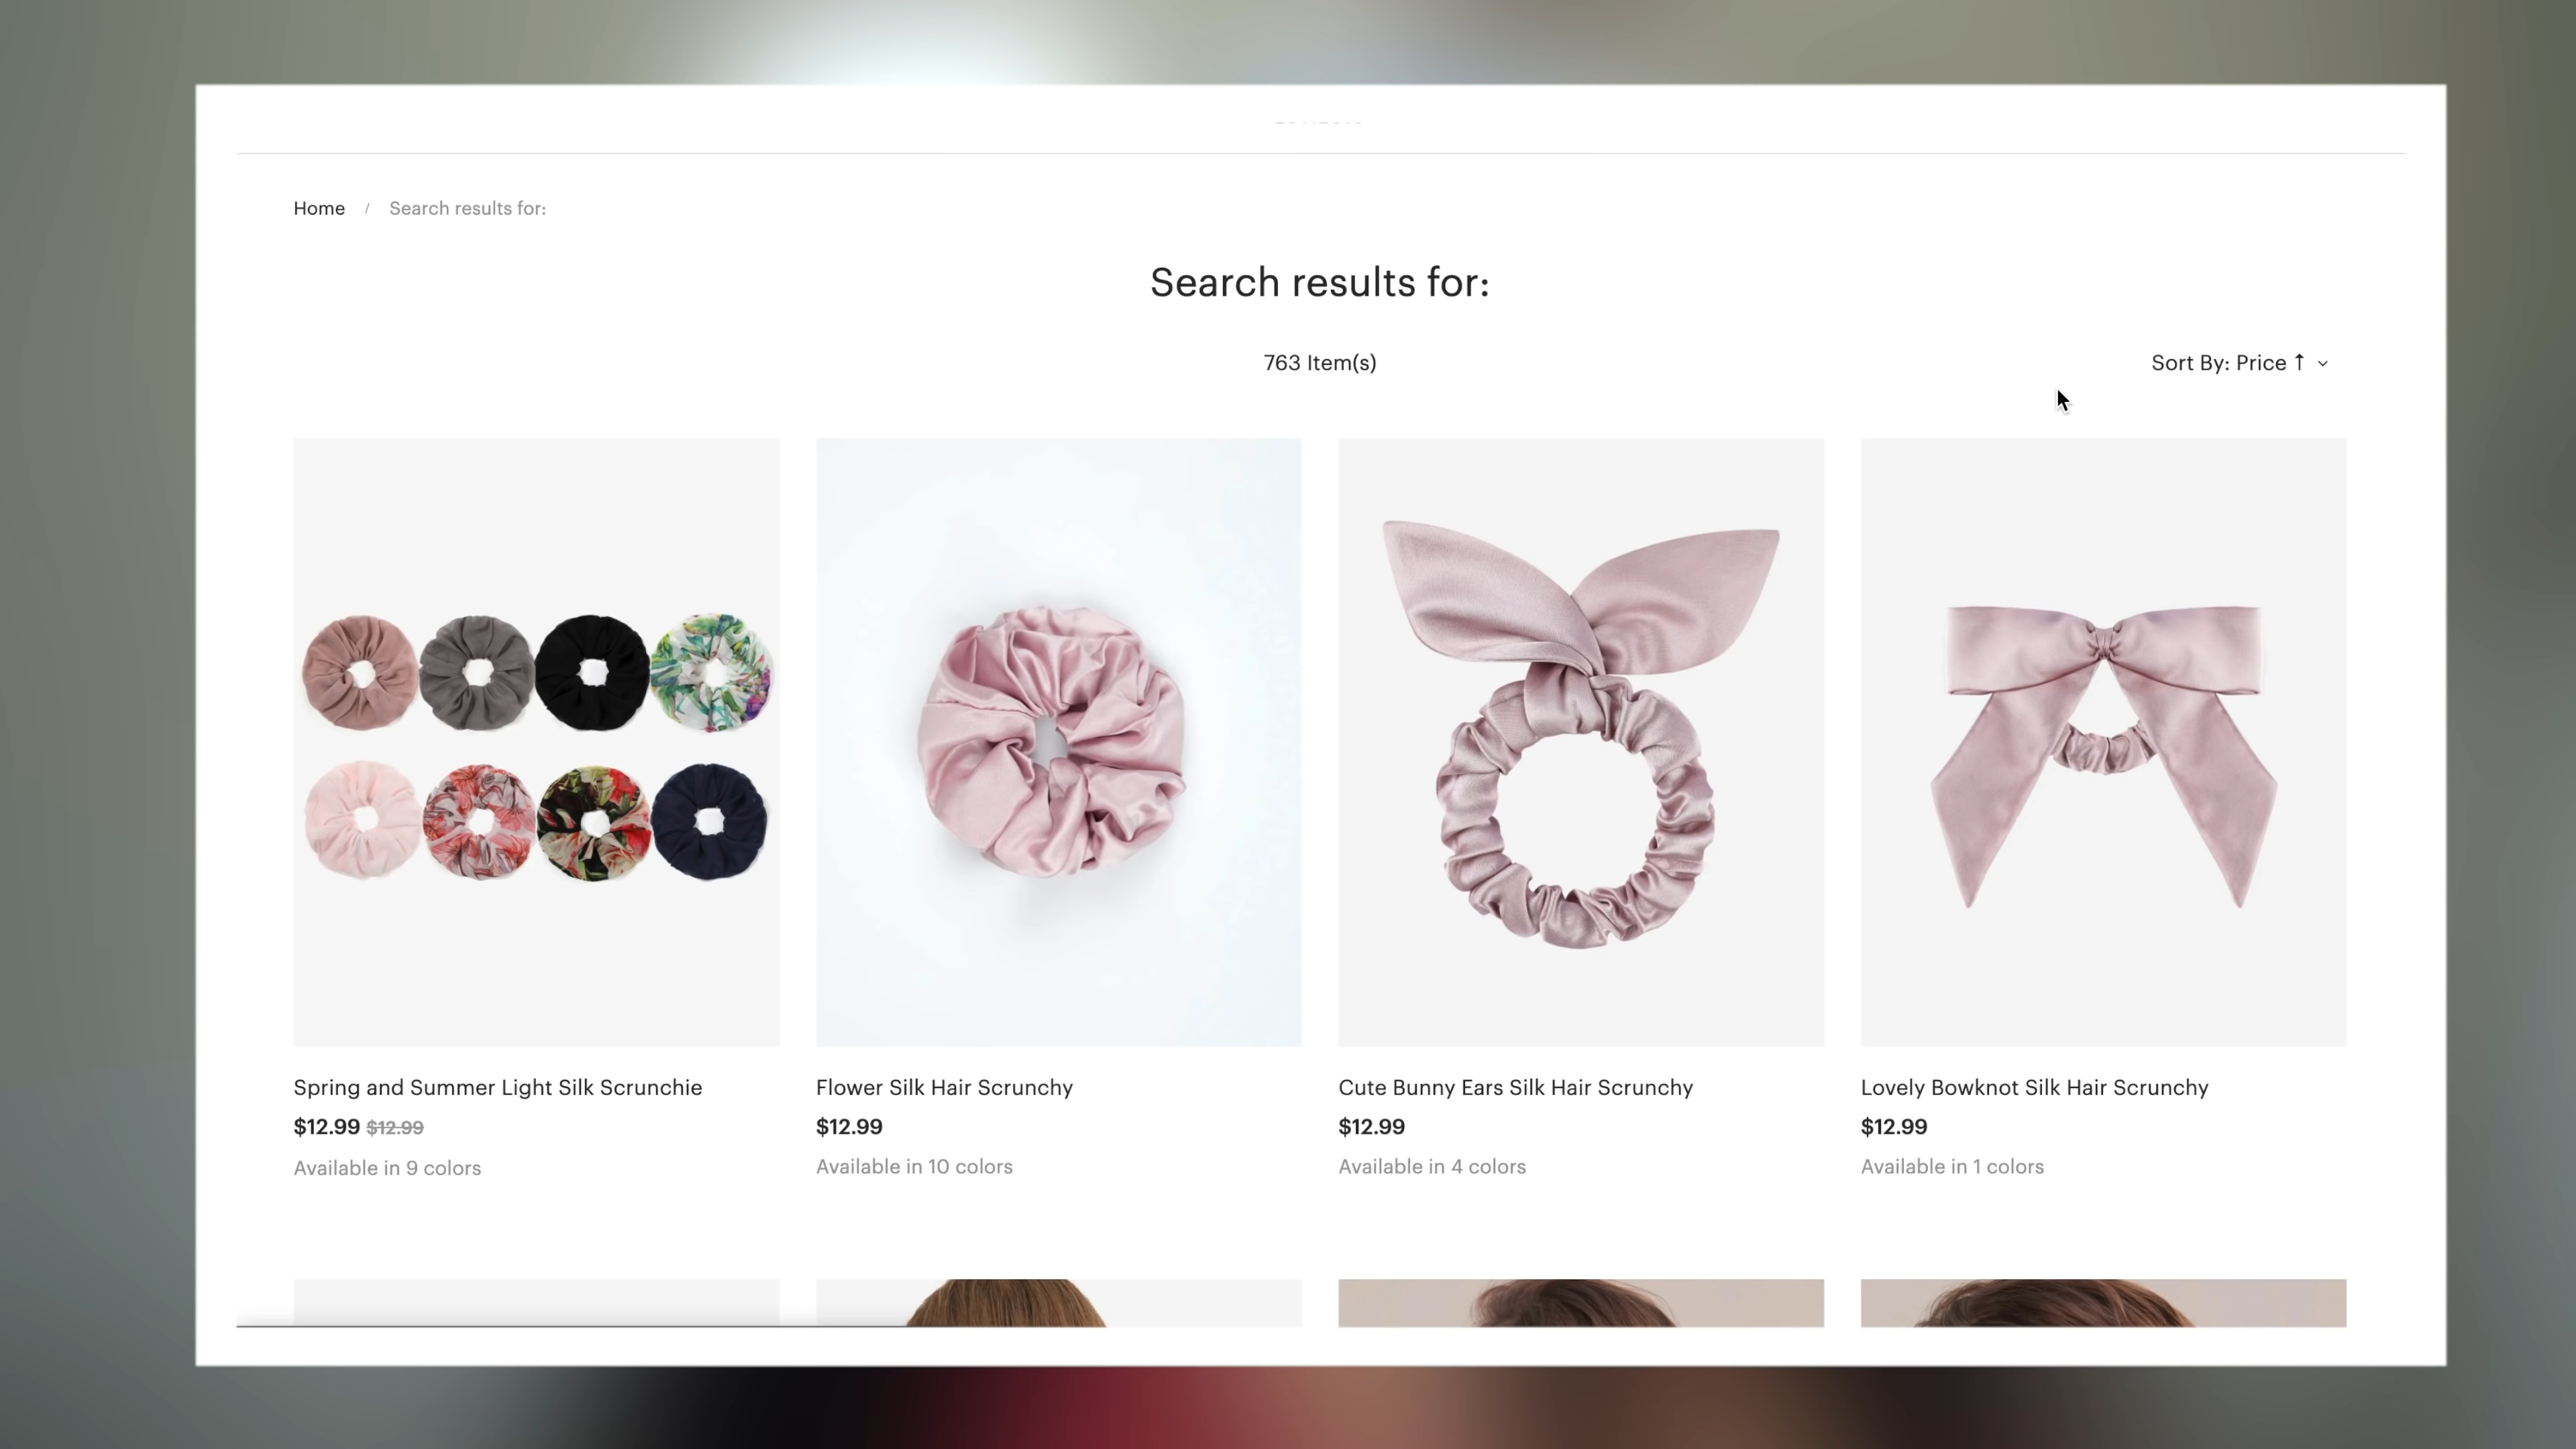 Home / Search results for:
Search results for:
763 Item(s)
Sort By: Price ↑
Spring and Summer Light Silk Scrunchie
$12.99 $12.99
Available in 9 colors
Flower Silk Hair Scrunchy
$12.99
Available in 10 colors
Cute Bunny Ears Silk Hair Scrunchy
$12.99
Available in 4 colors
Lovely Bowknot Silk Hair Scrunchy
$12.99
Available in 1 colors